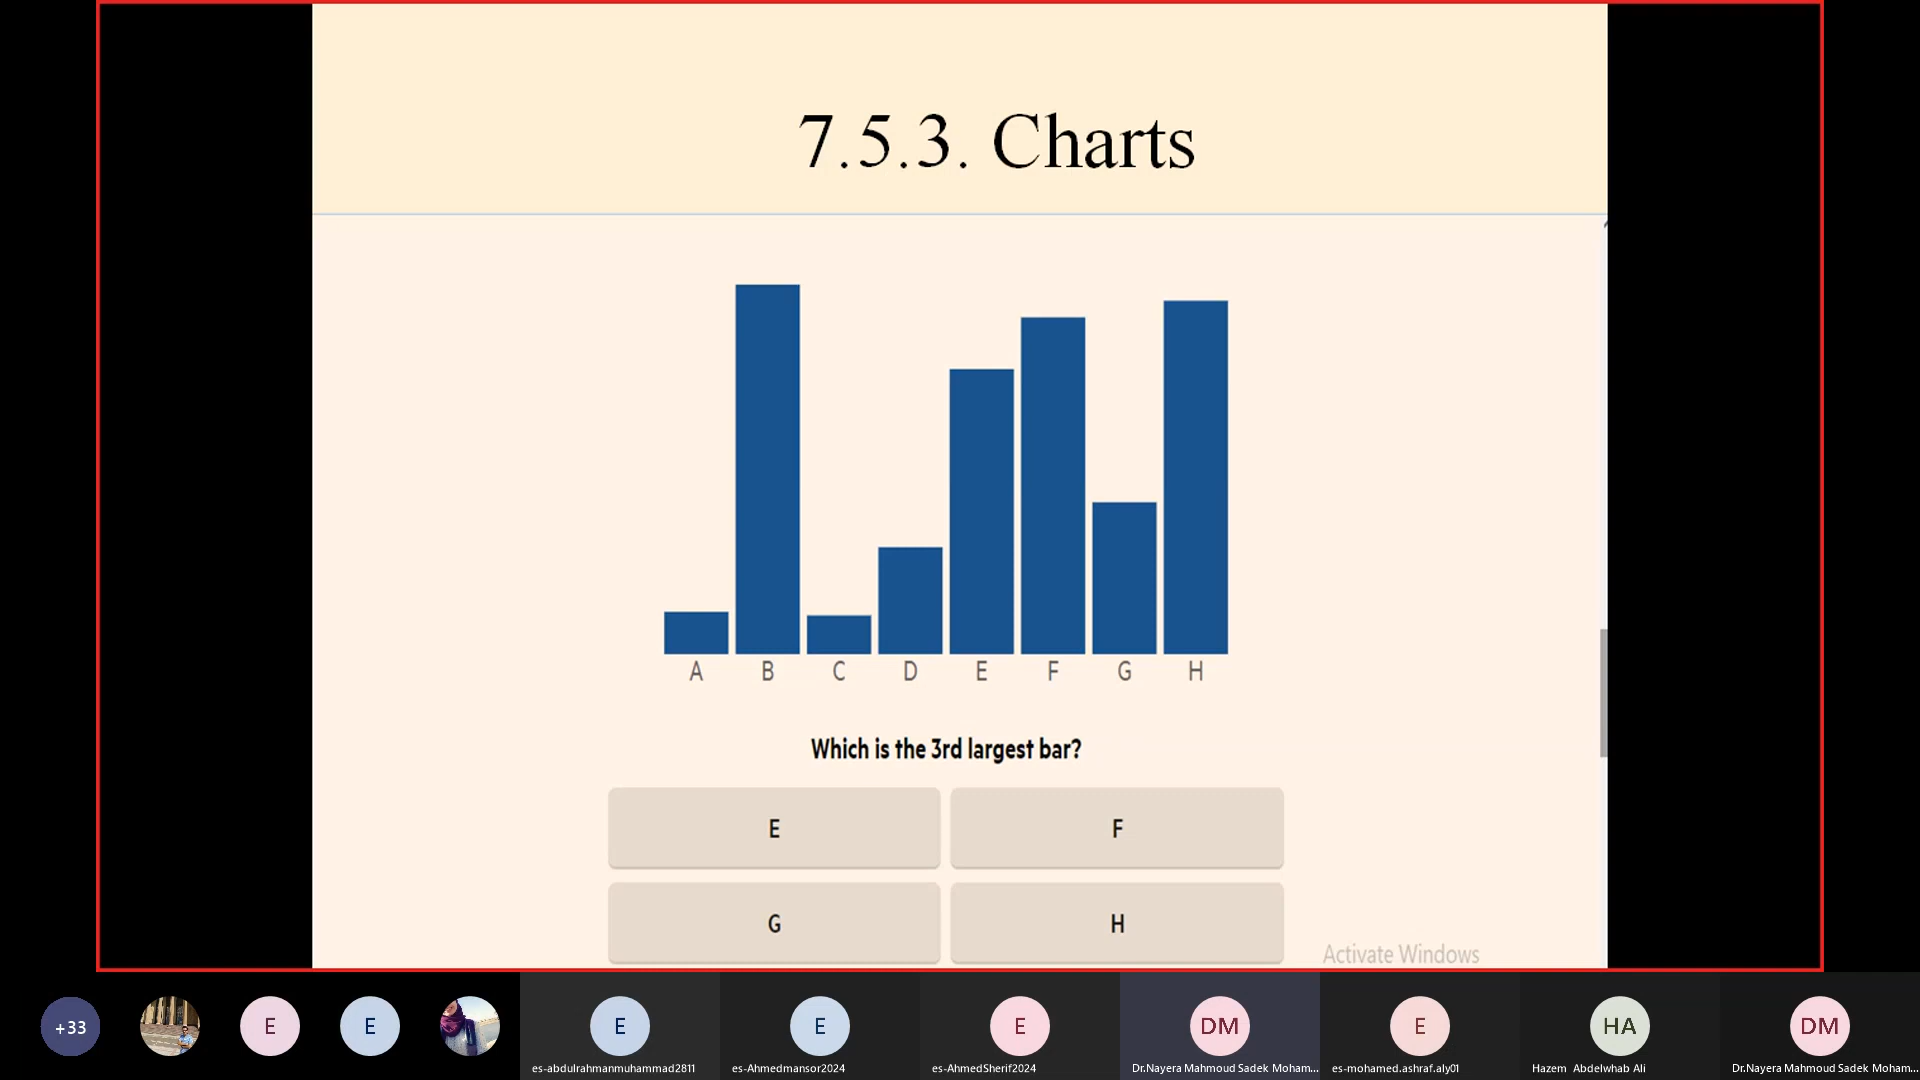 7.5.3. Charts
A B C D E F G H
Which is the 3rd largest bar?
E F
G H
Activate Windows
+33
E
E
E
E
E
DM
E
HA
DM
es-abdulrahmanmuhammad2811
es-Ahmedmansor2024
es-AhmedSherif2024
Dr.Nayera Mahmoud Sadek Moham...
es-mohamed.ashraf.aly01
Hazem Abdelwhab Ali
Dr.Nayera Mahmoud Sadek Moham...